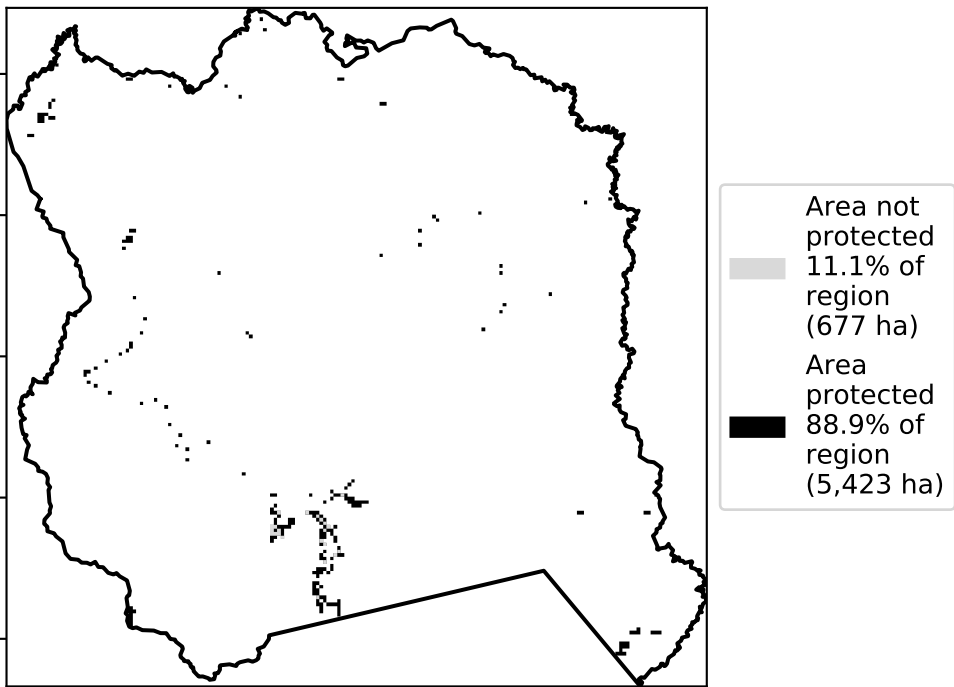 Area not
protected
11.1% of
region
(677 ha)
Area
protected
88.9% of
region
(5,423 ha)